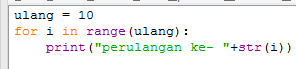 ulang = 10
for i in range(ulang):
    print("perulangan ke- "+str(i))